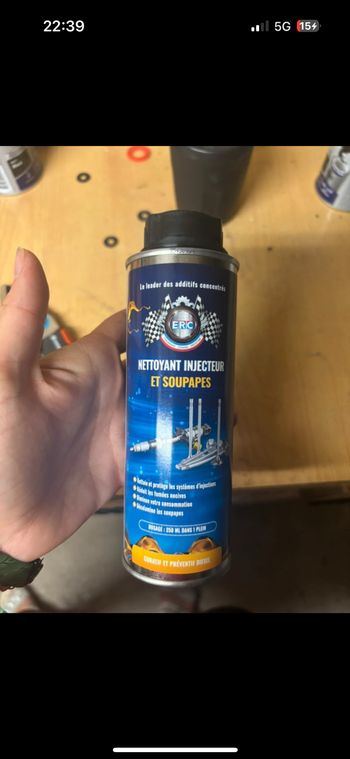 22:39
5G
15
Le leader des additifs concentrés
ERC
NETTOYANT INJECTEUR
ET SOUPAPES
Nettoie et protège les systèmes d'injections
Réduit les fumées nocives
Diminue votre consommation
Décalamine les soupapes
DOSAGE : 250 ML DANS 1 PLEIN
CURATIF ET PRÉVENTIF DIESEL